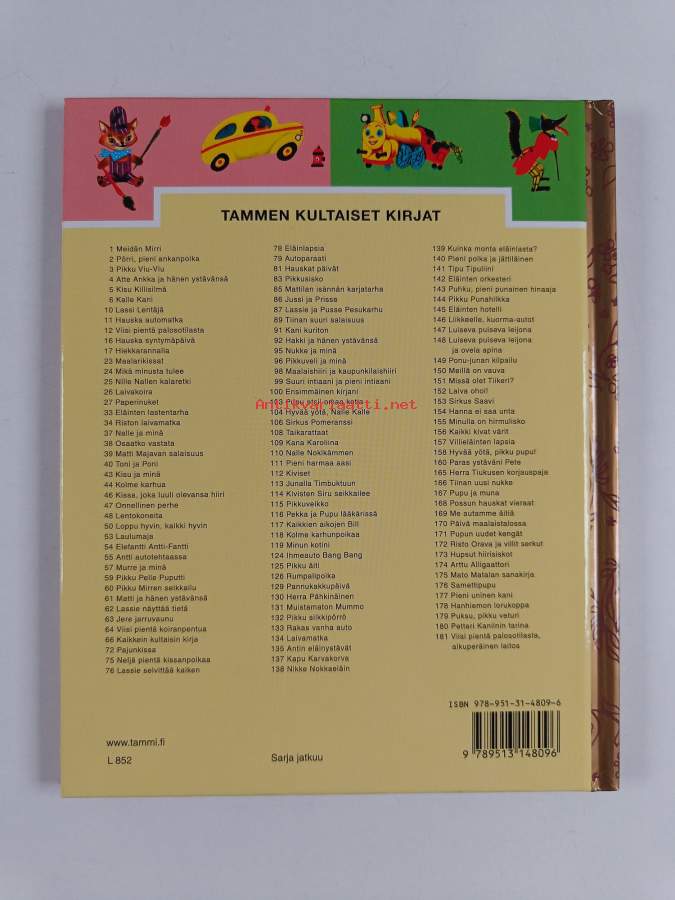 TAMMEN KULTAISET KIRJAT
1 Meidän Mirri
2 Pörri, pieni ankanpoika
3 Pikku Viu-Viu
4 Atte Ankka ja hänen ystävänsä
5 Kisu Killisilmä
6 Kalle Kani
10 Lassi Lentäjä
11 Hauska automatka
12 Viisi pientä palosotilasta
16 Hauska syntymäpäivä
17 Hiekkarannalla
23 Maalarikissat
24 Mikä minusta tulee
25 Nille Nallen kalaretki
26 Laivakoira
27 Paperinuket
33 Eläinten lastentarha
34 Riston laivamatka
37 Nalle ja minä
38 Osaatko vastata
39 Matti Majavan salaisuus
40 Toni ja Poni
43 Kisu ja minä
44 Kolme karhua
46 Kissa, joka luuli olevansa hiiri
47 Onnellinen perhe
48 Lentokoneita
50 Loppu hyvin, kaikki hyvin
53 Laulumaja
54 Elefantti Antti-Fantti
55 Antti autotehtaassa
57 Murre ja minä
59 Pikku Pelle Puputti
60 Pikku Mirren seikkailu
61 Matti ja hänen ystävänsä
62 Lassie näyttää tietä
63 Jere jarruvaunu
64 Viisi pientä koiranpentua
66 Kaikkein kultaisin kirja
72 Pajunkissa
75 Neljä pientä kissanpoikaa
76 Lassie selvittää kaiken
78 Eläinlapsia
79 Autoparaati
81 Hauskat päivät
83 Pikkusisko
85 Mattilan isännän karjatarha
86 Jussi ja Prisse
87 Lassie ja Pusse Pesukarhu
89 Tiinan suuri salaisuus
91 Kani kuriton
92 Hakki ja hänen ystävänsä
95 Nukke ja minä
96 Pikkuveli ja minä
98 Maalaishiiri ja kaupunkilaishiiri
99 Suuri intiaani ja pieni intiaani
100 Ensimmäinen kirjani
103 Pupu etsii omaa kotia
104 Hyvää yötä, Nalle Kalle
106 Sirkus Pomeranssi
108 Taikarattaat
109 Kana Karoliina
110 Nalle Nokikämmen
111 Pieni harmaa aasi
112 Kiviset
113 Junalla Timbuktuun
114 Kivisten Siru seikkailee
115 Pikkuveikko
116 Pekka ja Pupu lääkärissä
117 Kaikkien aikojen Bill
118 Kolme karhunpoikaa
119 Minun kotini
124 Ihmeauto Bang Bang
125 Pikku äiti
126 Rumpalipoika
129 Pannukakkupäivä
130 Herra Pähkinäinen
131 Muistamaton Mummo
132 Pikku silkkipörrö
133 Rakas vanha auto
134 Laivamatka
135 Antin eläinystävät
137 Kapu Karvakorva
138 Nikke Nokkaeläin
139 Kuinka monta eläinlasta?
140 Pieni polka ja jättiläinen
141 Tipu Tipuliini
142 Eläinten orkesteri
143 Puhku, pieni punainen hinaaja
144 Pikku Punahilkka
145 Eläinten hotelli
146 Liikkeelle, kuorma-autot
147 Luiseva puiseva leijona
148 Luiseva puiseva leijona
ja ovela apina
149 Ponu-junan kilpailu
150 Meillä on vauva
151 Missä olet Tiikeri?
152 Laiva ohoi!
153 Sirkus Saavi
154 Hanna ei saa unta
155 Minulla on hirmulisko
156 Kaikki kivat värit
157 Villieläinten lapsia
158 Hyvää yötä, pikku pupu!
160 Paras ystäväni Pete
165 Herra Tiukusen korjauspaja
166 Tiinan uusi nukke
167 Pupu ja muna
168 Possun hauskat vieraat
169 Me autamme äitiä
170 Päivä maalaistalossa
171 Pupun uudet kengät
172 Risto Orava ja villit serkut
173 Hupsut hiirisiskot
174 Arttu Alligaattori
175 Mato Matalan sanakirja
176 Samettipupu
177 Pieni uninen kani
178 Hanhiemon lorukoppa
179 Puksu, pikku veturi
180 Petteri Kaniinin tarina
181 Viisi pientä palosotilasta,
alkuperäinen laitos
Antikvariaatti.net
ISBN 978-951-31-4809-6
9 789513 148096
www.tammi.fi
L 852
Sarja jatkuu